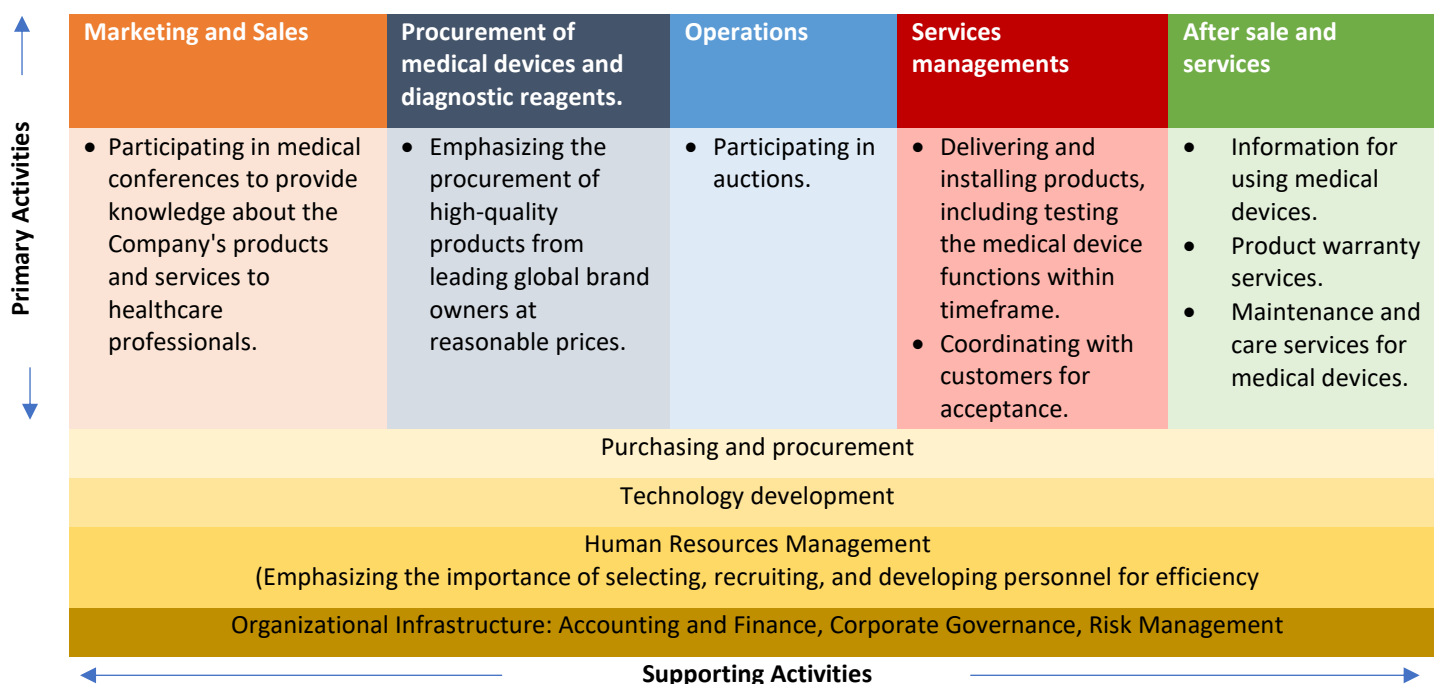 Primary Activities
Marketing and Sales
Procurement of
medical devices and
diagnostic reagents.
Operations
Services
managements
After sale and
services
• Participating in medical
conferences to provide
knowledge about the
Company's products
and services to
healthcare
professionals.
• Emphasizing the
procurement of
high-quality
products from
leading global brand
owners at
reasonable prices.
• Participating in
auctions.
• Delivering and
installing products,
including testing
the medical device
functions within
timeframe.
• Coordinating with
customers for
acceptance.
• Information for
using medical
devices.
• Product warranty
services.
• Maintenance and
care services for
medical devices.
Purchasing and procurement
Technology development
Human Resources Management
(Emphasizing the importance of selecting, recruiting, and developing personnel for efficiency
Organizational Infrastructure: Accounting and Finance, Corporate Governance, Risk Management
Supporting Activities